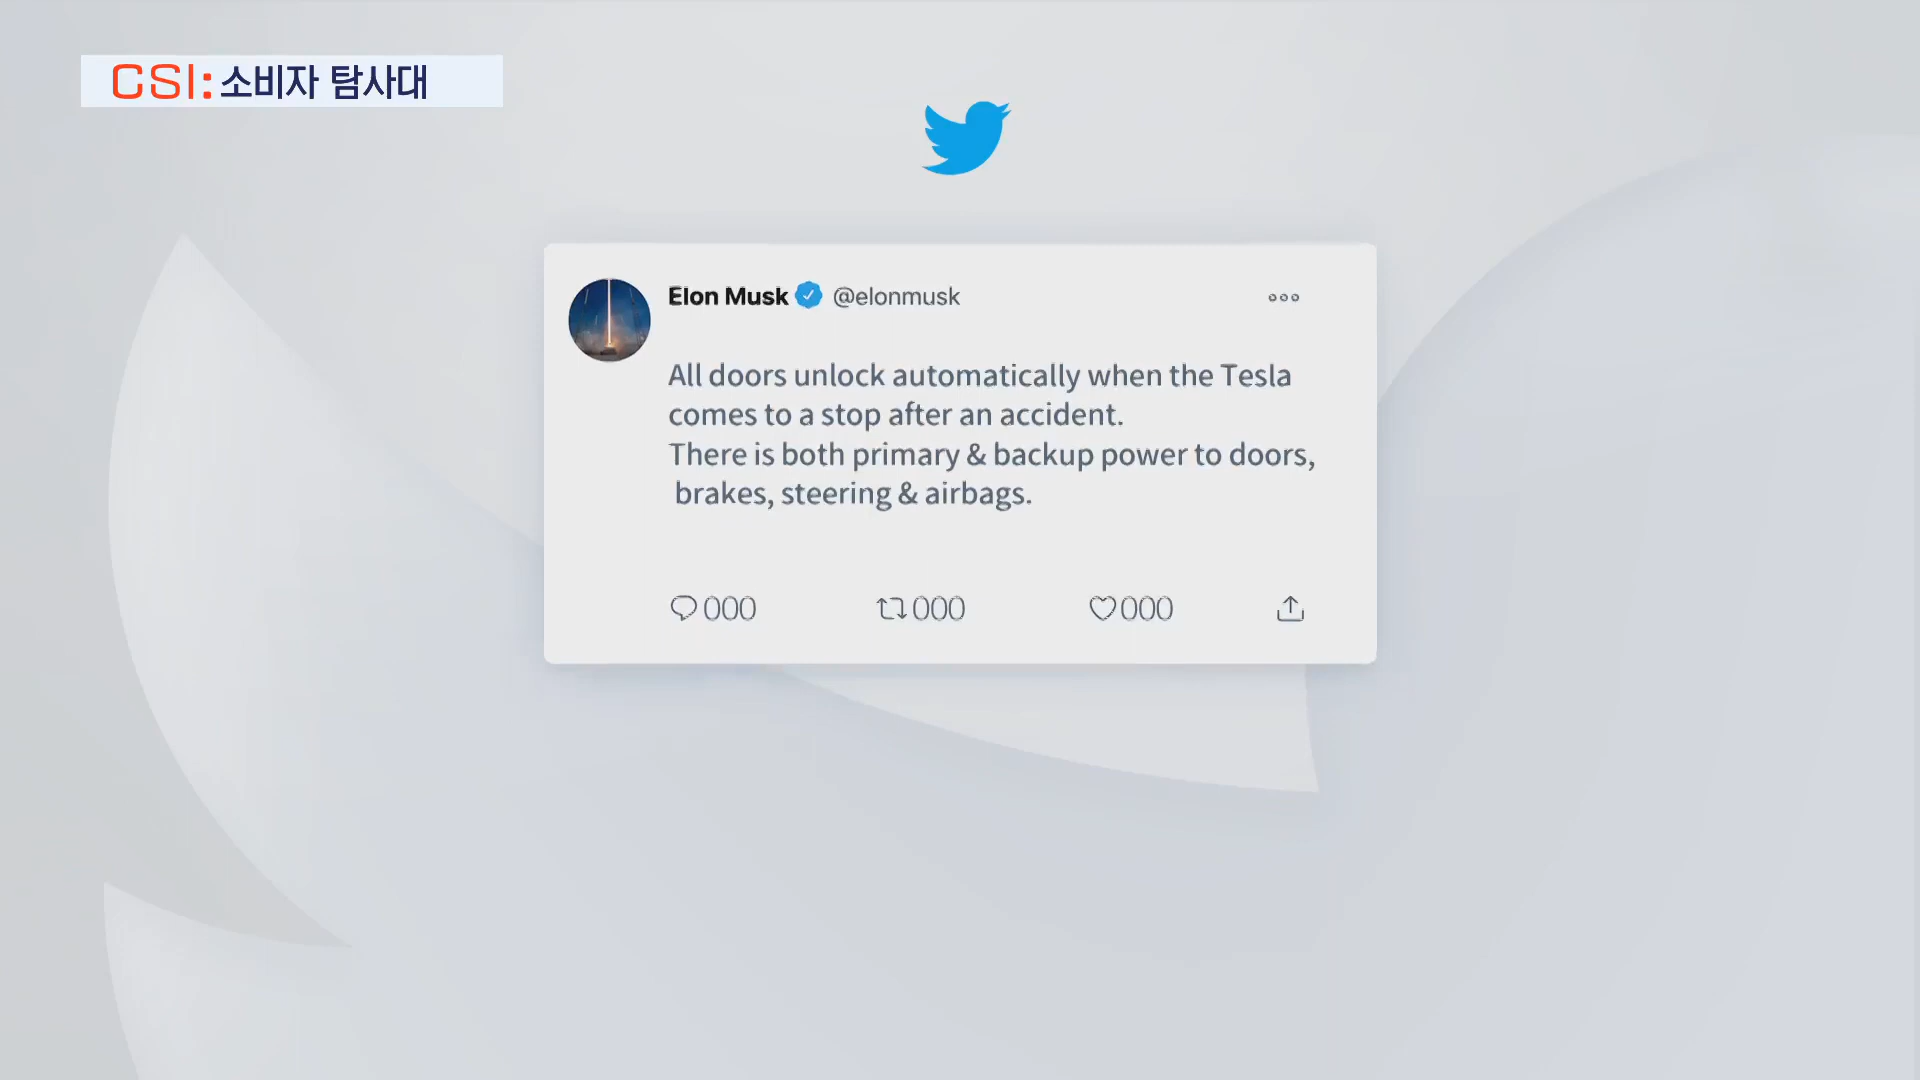 CSI: 소비자 탐사대
Elon Musk @elonmusk
All doors unlock automatically when the Tesla
comes to a stop after an accident.
There is both primary & backup power to doors,
brakes, steering & airbags.
000 000 000